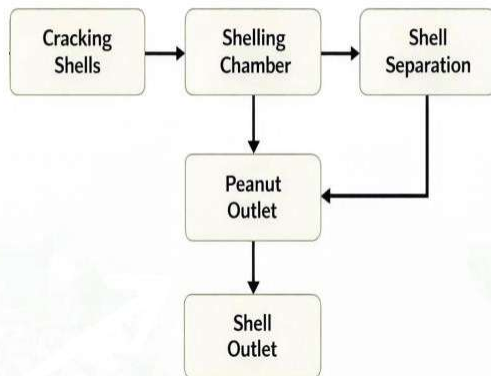 Cracking
Shells
Shelling
Chamber
Shell
Separation
Peanut
Outlet
Shell
Outlet